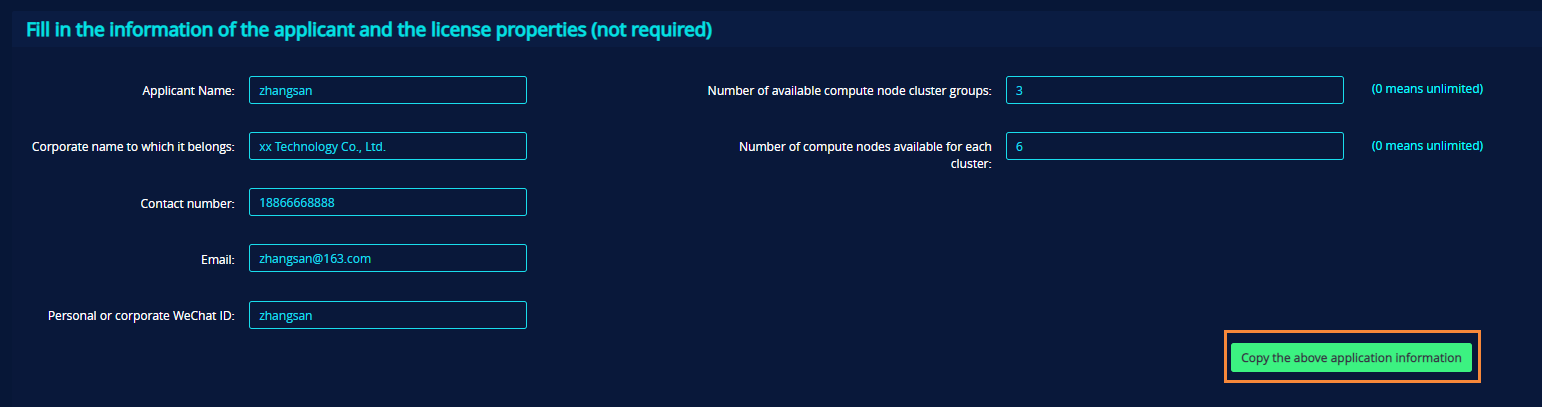 Fill in the information of the applicant and the license properties (not required)
Applicant Name: zhangsan
Number of available compute node cluster groups: 3 (0 means unlimited)
Corporate name to which it belongs: xx Technology Co., Ltd.
Number of compute nodes available for each
cluster: 6 (0 means unlimited)
Contact number: 18866668888
Email: zhangsan@163.com
Personal or corporate WeChat ID: zhangsan
Copy the above application information